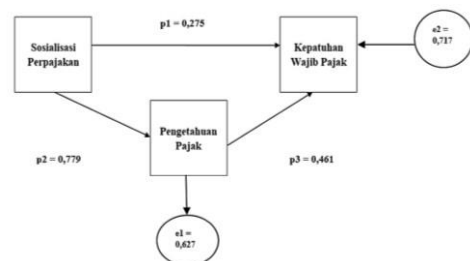 p1 = 0,275
Sosialisasi
Perpajakan
Kepatuhan
Wajib Pajak
e2 =
0,717
Pengetahuan
Pajak
p2 = 0,779
p3 = 0,461
e1 =
0,627